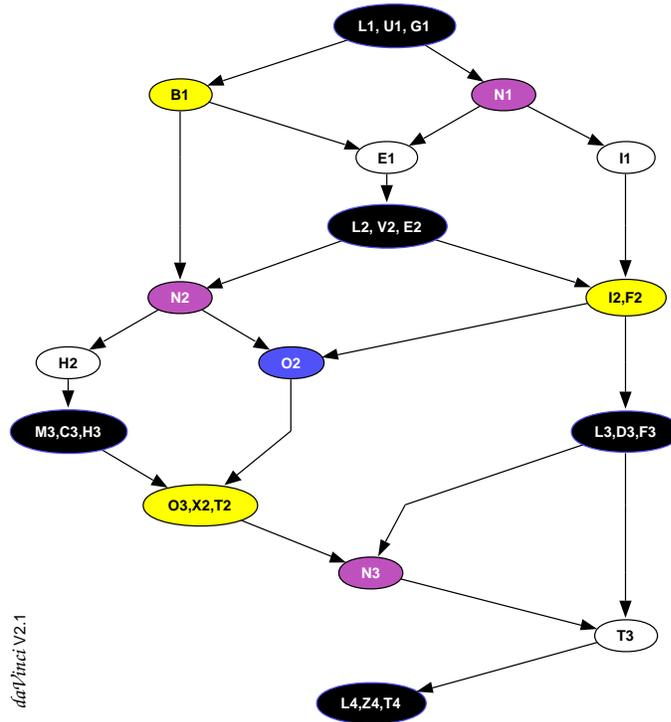 L1, U1, G1
B1
N1
E1
I1
L2, V2, E2
N2
I2,F2
H2
O2
M3,C3,H3
L3,D3,F3
O3,X2,T2
N3
T3
L4,Z4,T4
daVinci V2.1